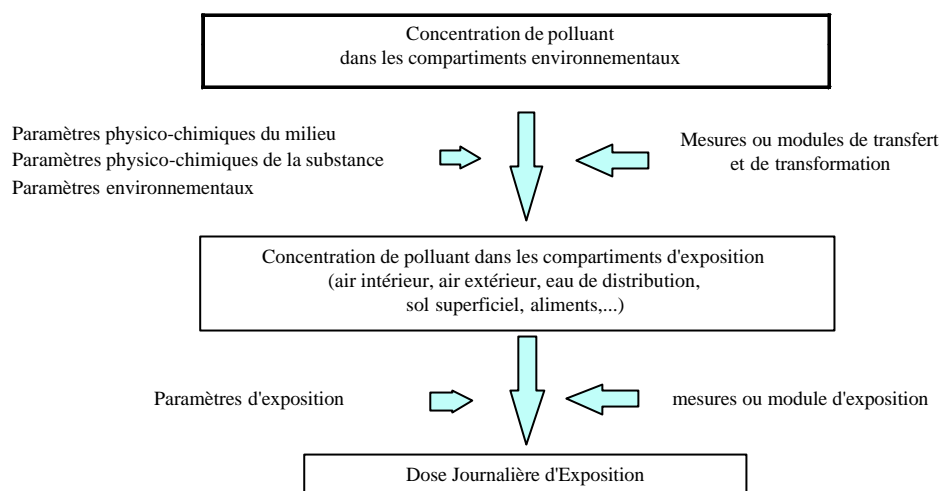 Concentration de polluant
dans les compartiments environnementaux
Paramètres physico-chimiques du milieu
Paramètres physico-chimiques de la substance
Paramètres environnementaux
Mesures ou modules de transfert
et de transformation
Concentration de polluant dans les compartiments d'exposition
(air intérieur, air extérieur, eau de distribution,
sol superficiel, aliments,...)
Paramètres d'exposition
mesures ou module d'exposition
Dose Journalière d'Exposition